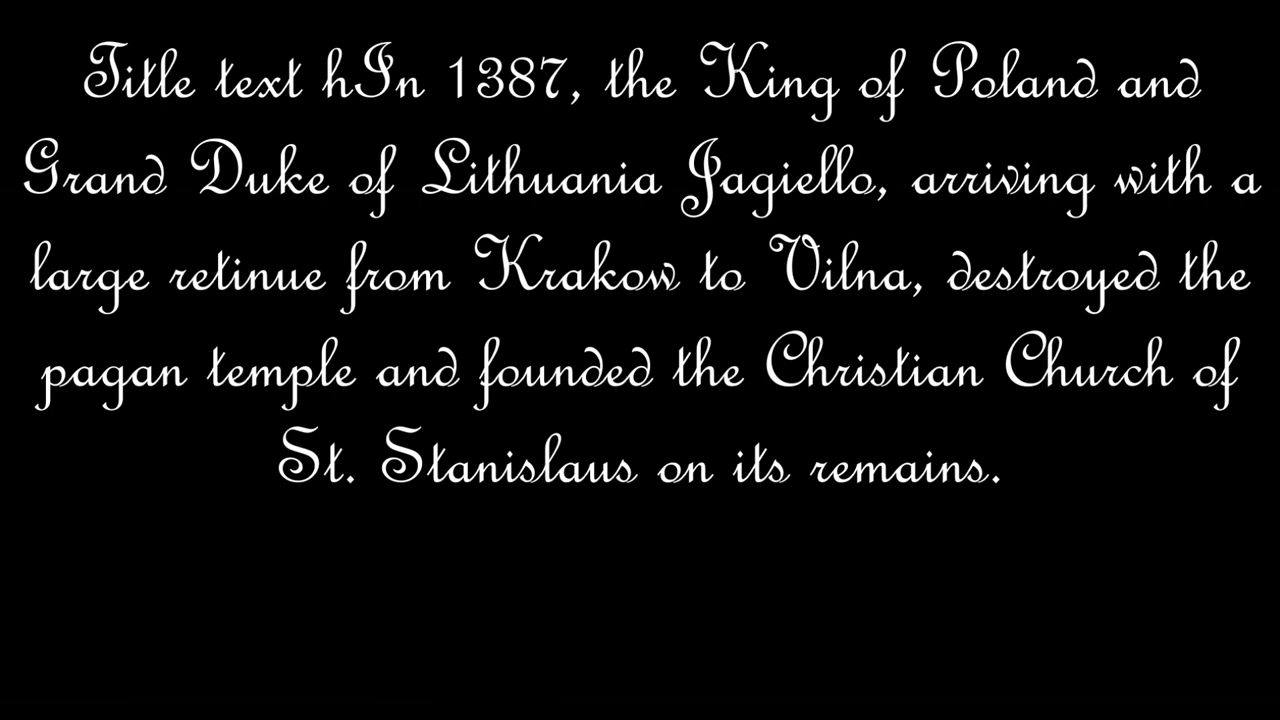 Title text hIn 1387, the King of Poland and
Grand Duke of Lithuania Jagiello, arriving with a
large retinue from Krakow to Vilna, destroyed the
pagan temple and founded the Christian Church of
St. Stanislaus on its remains.